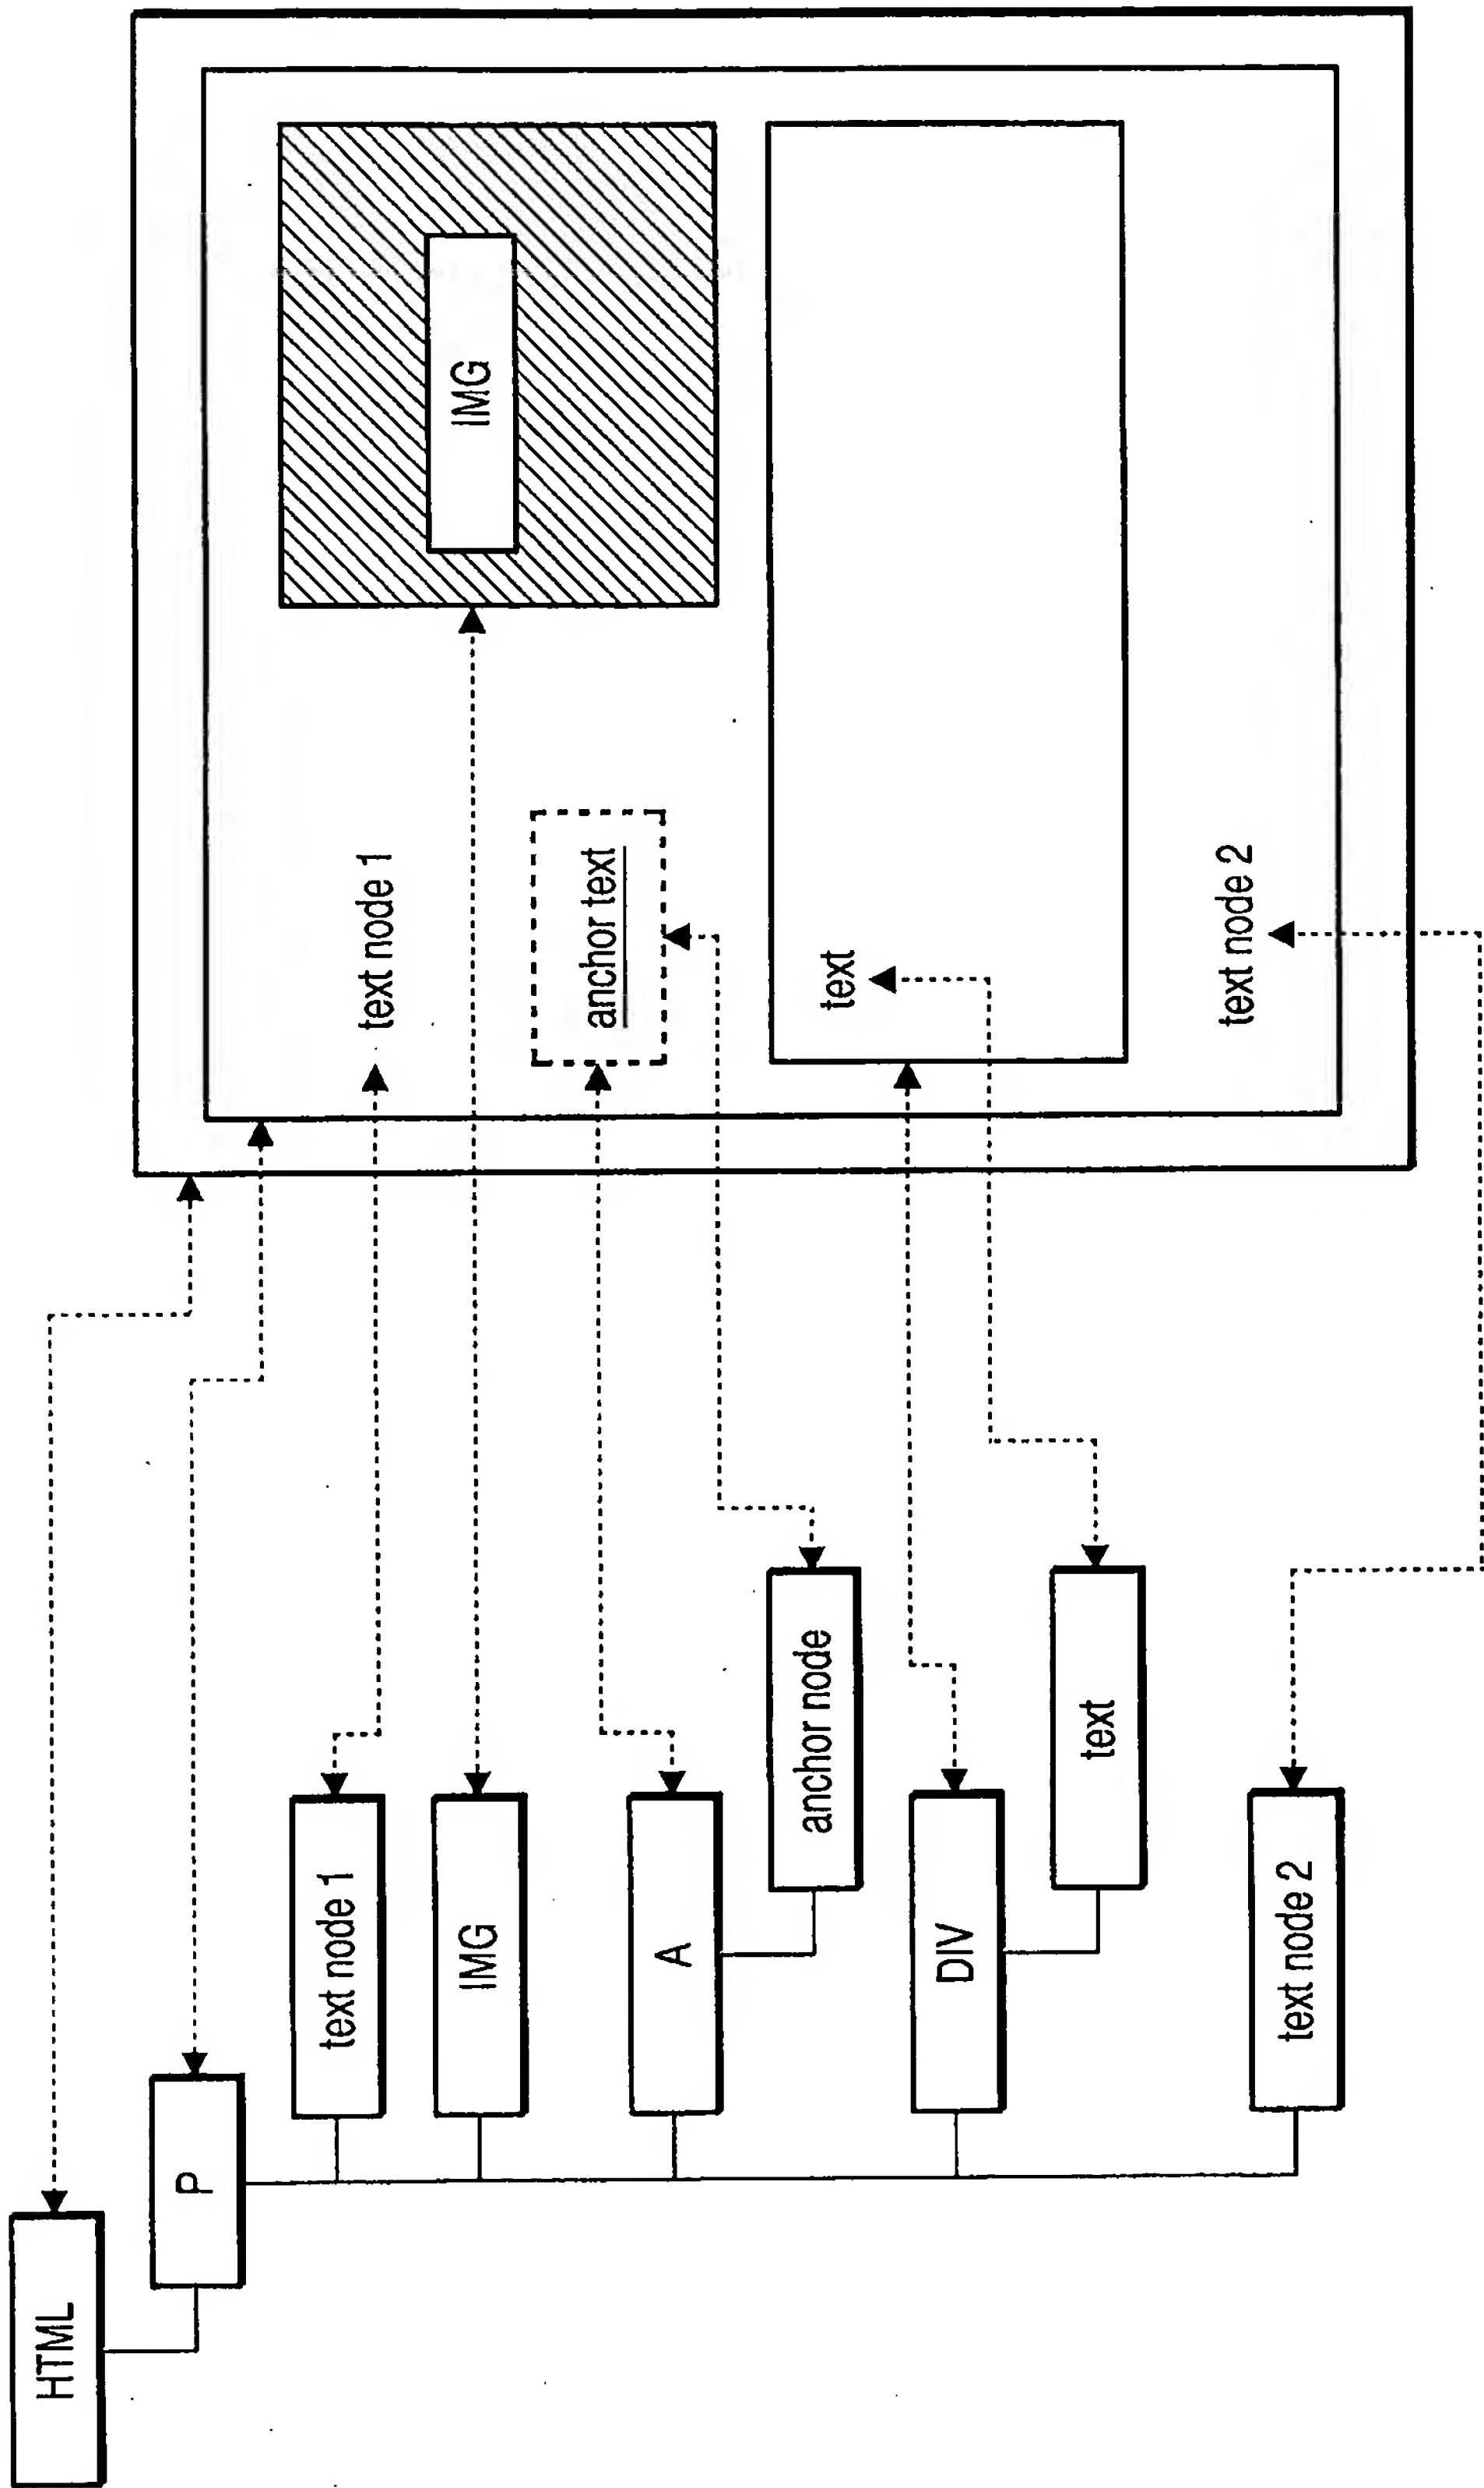 HTML
P
text node 1
IMG
A
anchor node
DIV
text
text node 2
text node 1
IMG
anchor text
text
text node 2